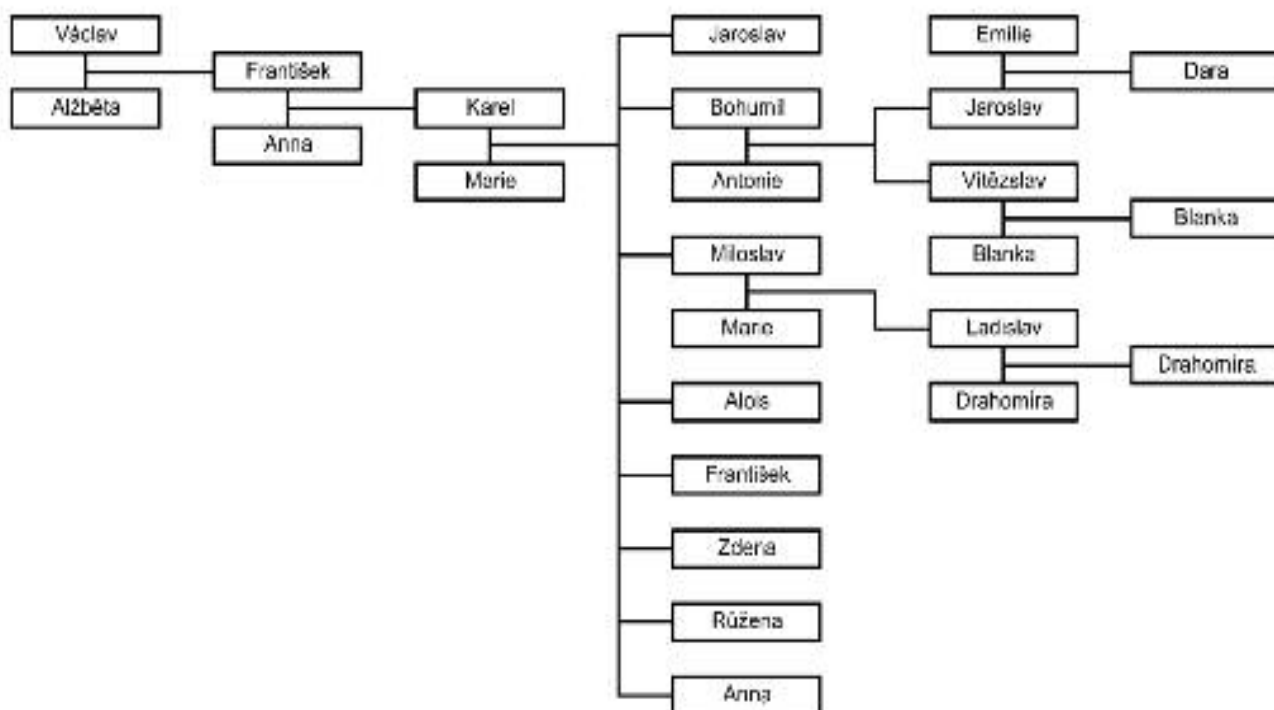 Václav
Alžběta
František
Anna
Karel
Marie
Jaroslav
Bohumil
Antonie
Miloslav
Marie
Alois
František
Zdena
Růžena
Anna
Emilie
Jaroslav
Vítězslav
Blanka
Ladislav
Drahomíra
Dara
Blanka
Drahomíra